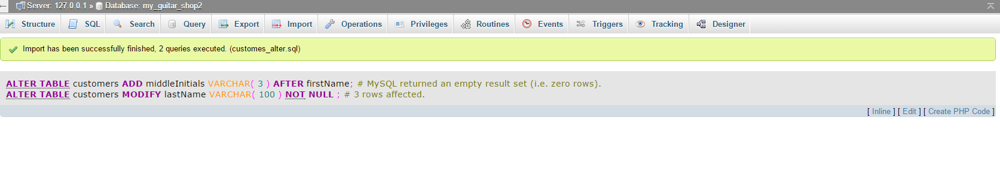 Server: 127.0.0.1 » Database: my_guitar_shop2
Structure SQL Search Query Export Import Operations Privileges Routines Events Triggers Tracking Designer
Import has been successfully finished, 2 queries executed. (customes_alter.sql)
ALTER TABLE customers ADD middleInitials VARCHAR( 3 ) AFTER firstName; # MySQL returned an empty result set (i.e. zero rows).
ALTER TABLE customers MODIFY lastName VARCHAR( 100 ) NOT NULL ; # 3 rows affected.
[ Inline ] [ Edit ] [ Create PHP Code ]